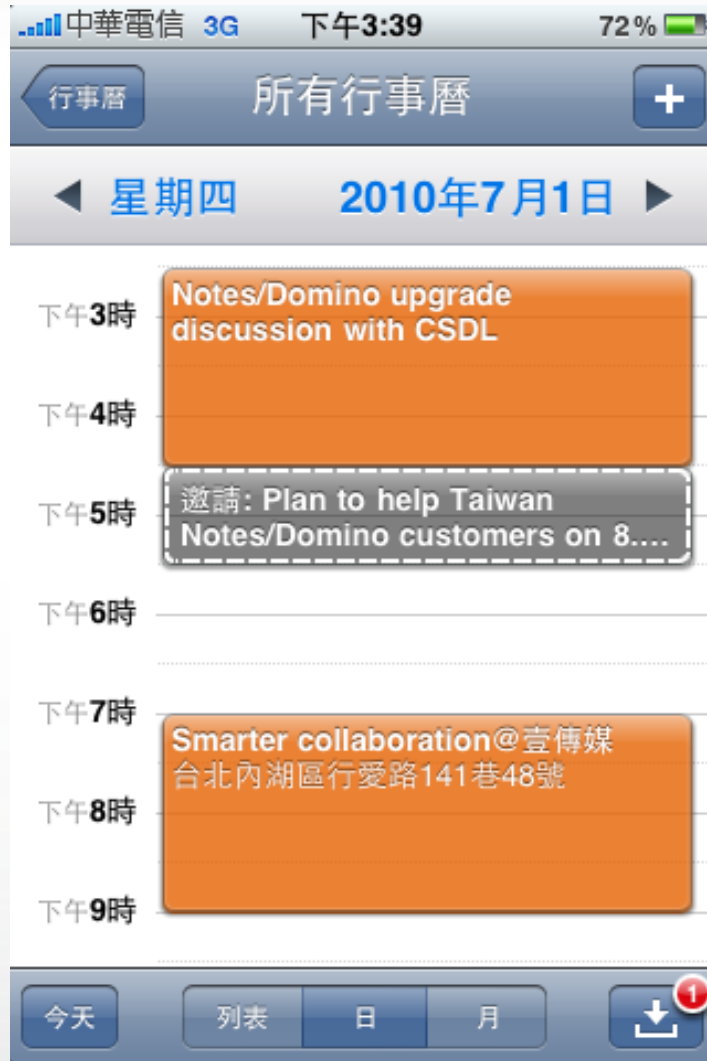 中華電信 3G 下午3:39 72%
行事曆 所有行事曆 +
星期四 2010年7月1日
Notes/Domino upgrade
discussion with CSDL
下午3時
下午4時
邀請: Plan to help Taiwan
Notes/Domino customers on 8....
下午5時
下午6時
下午7時
Smarter collaboration@壹傳媒
台北內湖區行愛路141巷48號
下午8時
下午9時
今天 列表 日 月 1